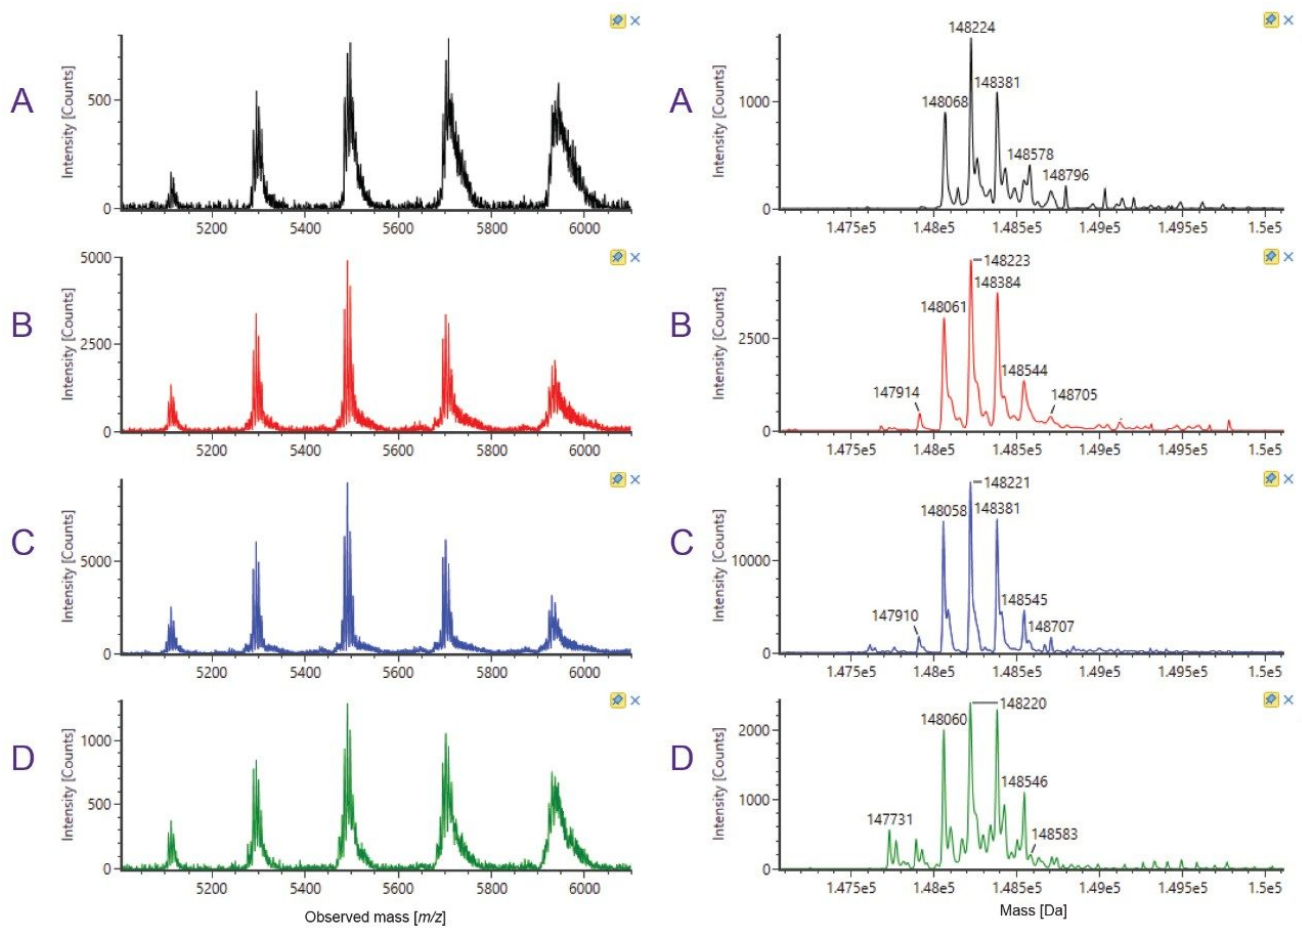 A
Intensity [Counts]
500
0
5200
5400
5600
5800
6000
A
Intensity [Counts]
1000
0
148068
148224
148381
148578
148796
1.475e5
1.48e5
1.485e5
1.49e5
1.495e5
1.5e5
B
Intensity [Counts]
5000
2500
0
5200
5400
5600
5800
6000
B
Intensity [Counts]
2500
0
147914
148061
148223
148384
148544
148705
1.475e5
1.48e5
1.485e5
1.49e5
1.495e5
1.5e5
C
Intensity [Counts]
5000
0
5200
5400
5600
5800
6000
C
Intensity [Counts]
10000
0
147910
148058
148221
148381
148545
148707
1.475e5
1.48e5
1.485e5
1.49e5
1.495e5
1.5e5
D
Intensity [Counts]
1000
500
0
5200
5400
5600
5800
6000
Observed mass [m/z]
D
Intensity [Counts]
2000
1000
0
147731
148060
148220
148546
148583
1.475e5
1.48e5
1.485e5
1.49e5
1.495e5
1.5e5
Mass [Da]